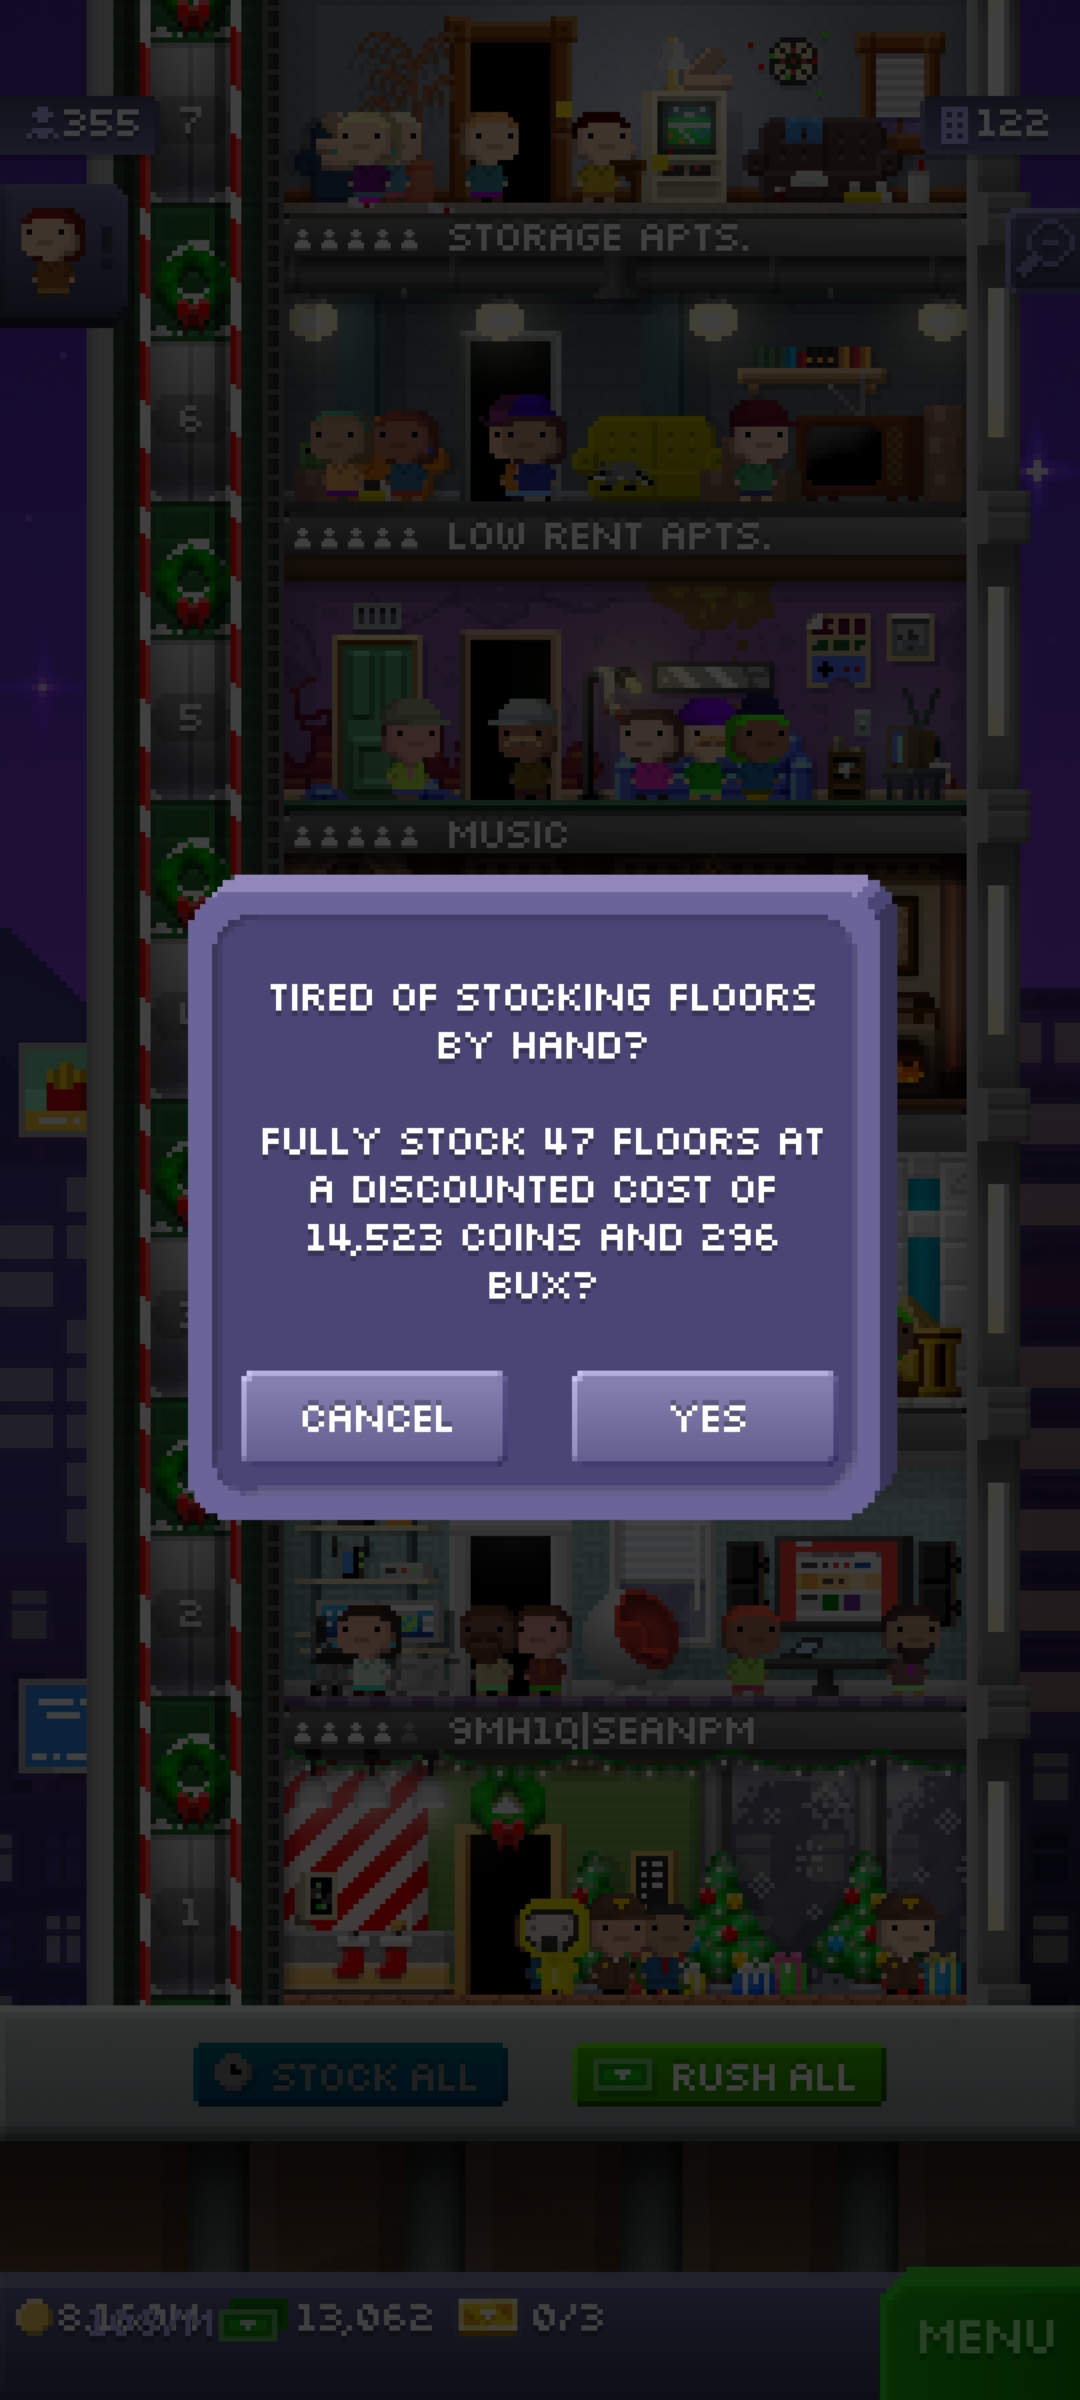 7
355
122
STORAGE APTS.
6
LOW RENT APTS.
5
MUSIC
TIRED OF STOCKING FLOORS
BY HAND?
FULLY STOCK 47 FLOORS AT
A DISCOUNTED COST OF
14,523 COINS AND 296
BUX?
CANCEL
YES
2
9MH1Q|SEANPM
1
STOCK ALL
RUSH ALL
13,062
0/3
MENU